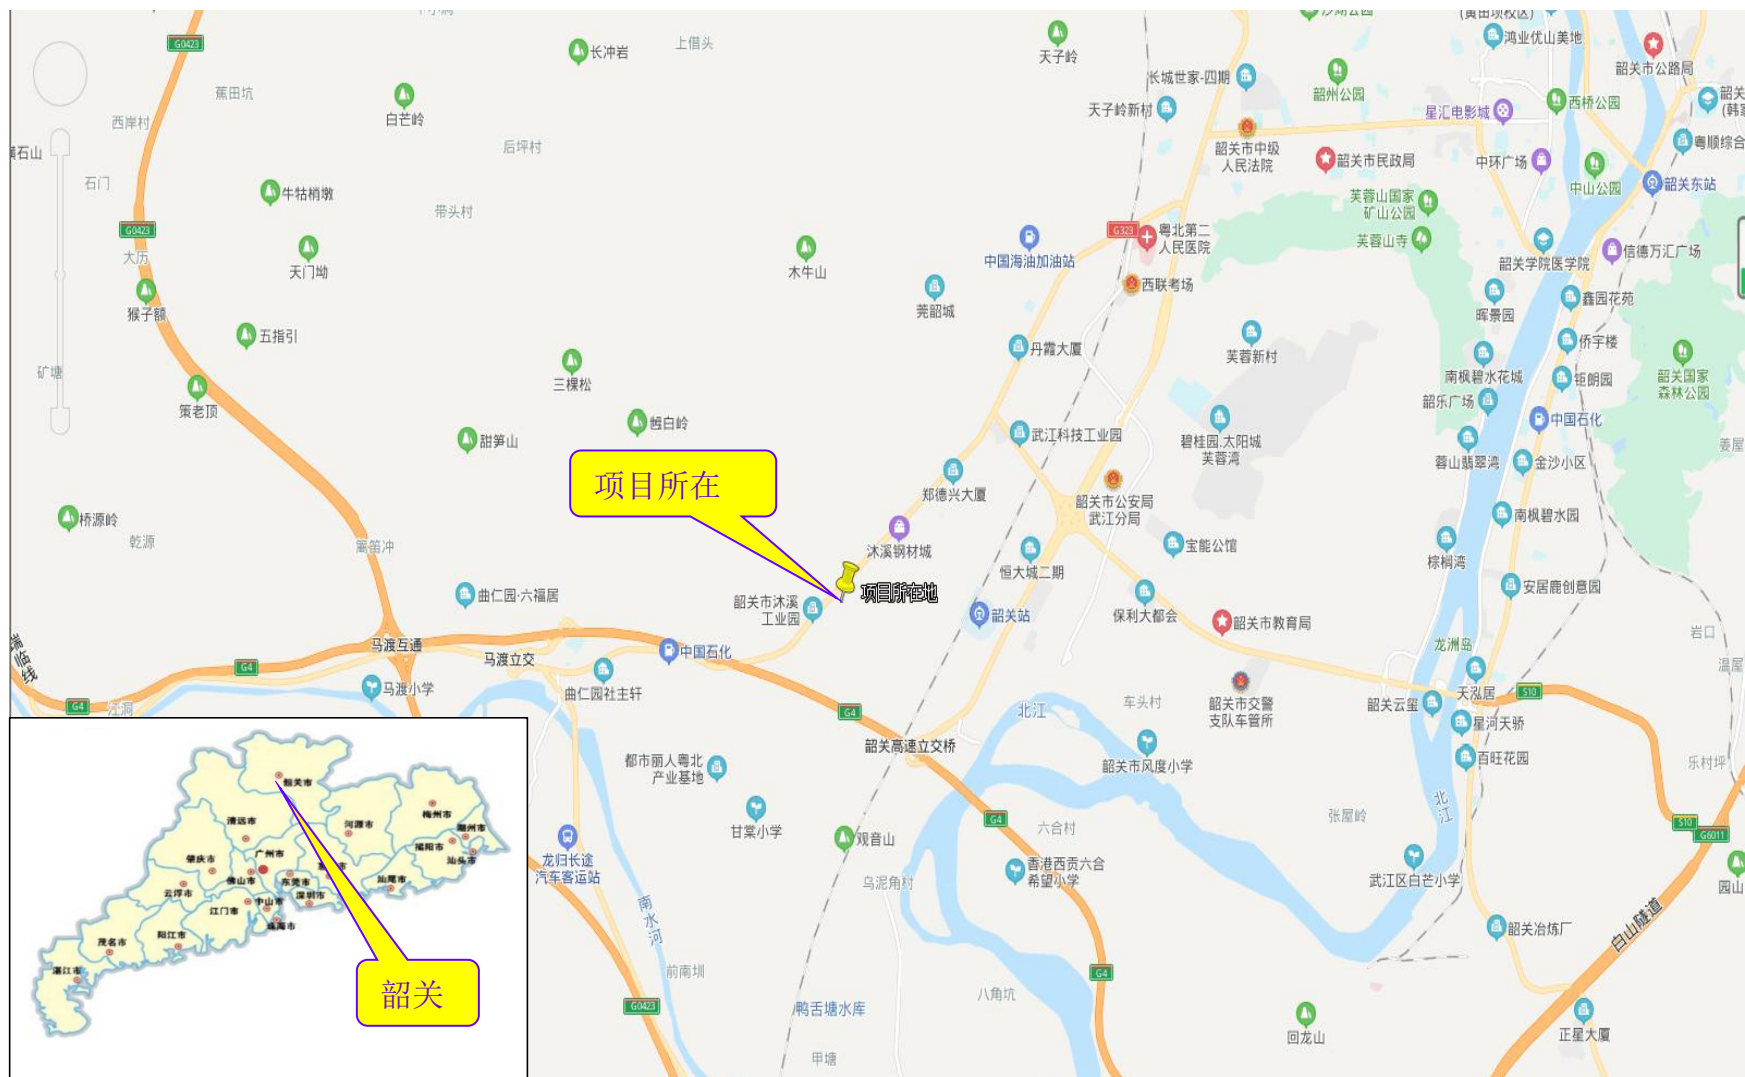 G0423
长冲岩
上借头
天子岭
长城世家-四期
韶州公园
鸿业优山美地
韶关市公路局
蕉田坑
白芒岭
天子岭新村
星汇电影城
西桥公园
西岸村
后坪村
韶关市中级
人民法院
韶关市民政局
中环广场
粤顺综合
石门
牛牯梢墩
带头村
芙蓉山国家
矿山公园
中山公园
韶关东站
G0423
大历
天门坳
木牛山
中国海油加油站
G323
粤北第二
人民医院
芙蓉山寺
韶关学院医学院
信德万汇广场
西联考场
猴子额
莞韶城
晖景园
鑫园花苑
五指引
丹霞大厦
芙蓉新村
侨宇楼
矿塘
策老顶
三棵松
南枫碧水花城
钜朗园
韶关国家
森林公园
韶乐广场
甜笋山
武江科技工业园
碧桂园.太阳城
芙蓉湾
中国石化
姜屋
蓉山翡翠湾
金沙小区
项目所在
郑德兴大厦
韶关市公安局
武江分局
桥源岭
乾源
篱笛冲
沐溪钢材城
宝能公馆
南枫碧水园
棕榈湾
恒大城二期
曲仁园·六福居
韶关市沐溪
工业园
项目所在地
韶关站
保利大都会
安居鹿创意园
韶关市教育局
岩口
龙洲岛
马渡互通
马渡立交
中国石化
G4
温屋
马渡小学
曲仁园社主轩
天泓居
S10
G4
江洞
G4
北江
车头村
韶关市交警
支队车管所
韶关云玺
星河天骄
韶关高速立交桥
韶关市风度小学
百旺花园
乐村坪
都市丽人粤北
产业基地
北江
甘棠小学
观音山
G4
六合村
张屋岭
S10
G6011
龙归长途
汽车客运站
香港西贡六合
希望小学
武江区白芒小学
乌泥角村
园山
南水河
韶关冶炼厂
白山隧道
前南圳
G4
G0423
鸭舌塘水库
八角坑
回龙山
正星大厦
甲塘
韶关市
梅州市
清远市
河源市
潮州市
广州市
揭阳市
汕头市
肇庆市
佛山市
东莞市
汕尾市
云浮市
深圳市
江门市
中山市
珠海市
阳江市
茂名市
湛江市
韶关